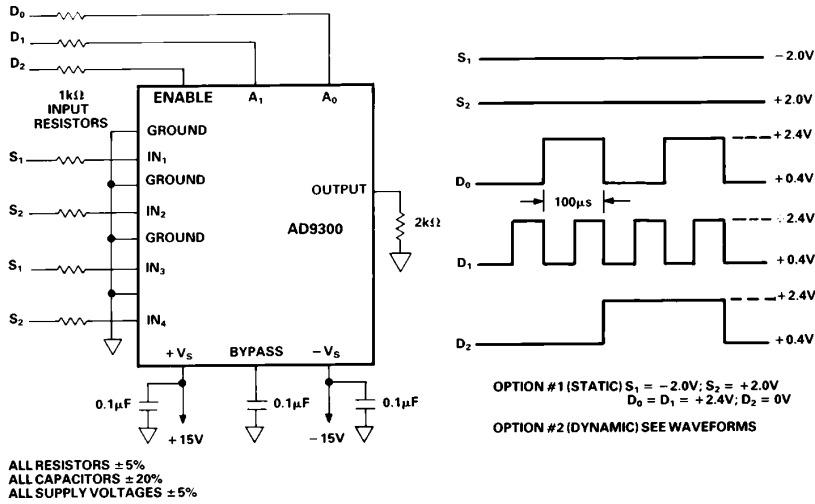 D₀
D₁
D₂
1kΩ
INPUT
RESISTORS
ENABLE A₁ A₀
GROUND
S₁ IN₁
GROUND
S₂ IN₂
GROUND
S₁ IN₃
S₂ IN₄
OUTPUT
AD9300
2kΩ
+Vₛ BYPASS −Vₛ
0.1μF 0.1μF 0.1μF
+15V −15V
ALL RESISTORS ±5%
ALL CAPACITORS ±20%
ALL SUPPLY VOLTAGES ±5%
S₁ −2.0V
S₂ +2.0V
+2.4V
D₀ +0.4V
100μs
+2.4V
D₁ +0.4V
+2.4V
D₂ +0.4V
OPTION #1 (STATIC) S₁ = −2.0V; S₂ = +2.0V
D₀ = D₁ = +2.4V; D₂ = 0V
OPTION #2 (DYNAMIC) SEE WAVEFORMS